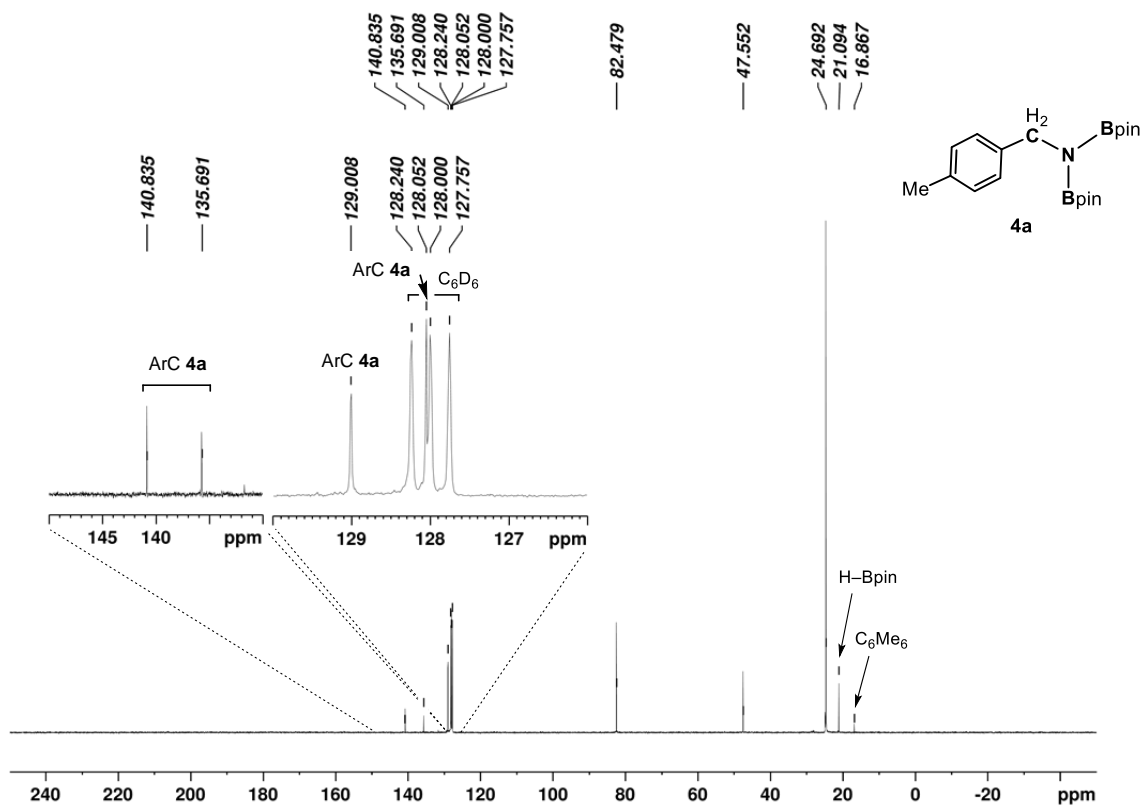 140.835
135.691
129.008
128.240
128.052
128.000
127.757
82.479
47.552
24.692
21.094
16.867
140.835
135.691
129.008
128.240
128.052
128.000
127.757
H2
C
N
Bpin
Bpin
Me
4a
ArC 4a
C6D6
ArC 4a
ArC 4a
145 140 ppm
129 128 127 ppm
H–Bpin
C6Me6
240 220 200 180 160 140 120 100 80 60 40 20 0 -20 ppm